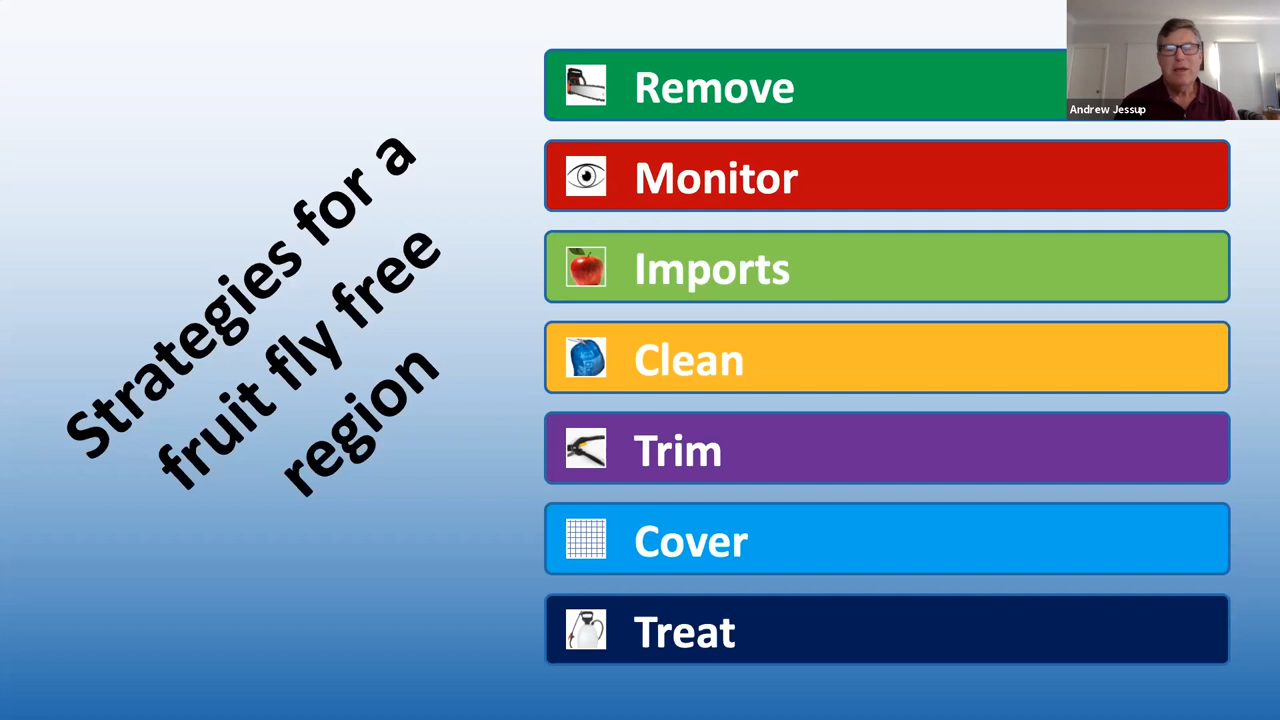 Strategies for a
fruit fly free
region
Remove
Monitor
Imports
Clean
Trim
Cover
Treat
Andrew Jessup